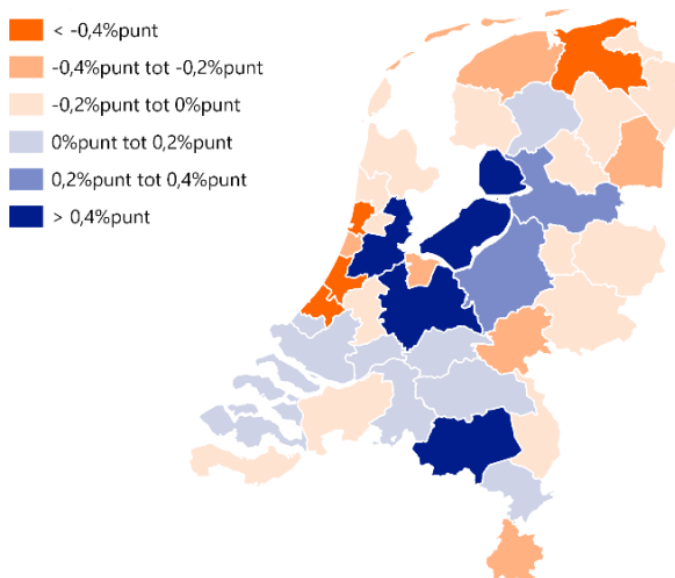 < -0,4%punt
-0,4%punt tot -0,2%punt
-0,2%punt tot 0%punt
0%punt tot 0,2%punt
0,2%punt tot 0,4%punt
> 0,4%punt